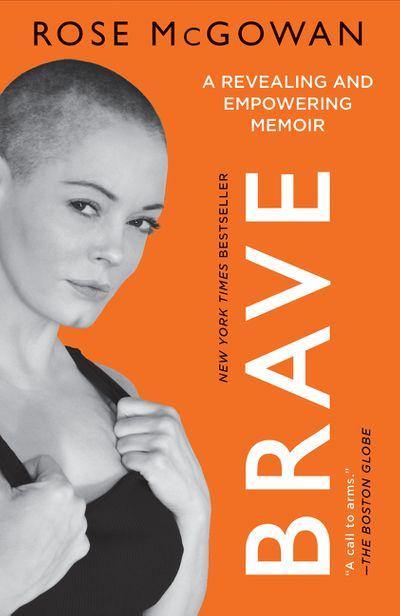 ROSE McGOWAN
A REVEALING AND
EMPOWERING
MEMOIR
NEW YORK TIMES BESTSELLER
BRAVE
“A call to arms.”
—THE BOSTON GLOBE